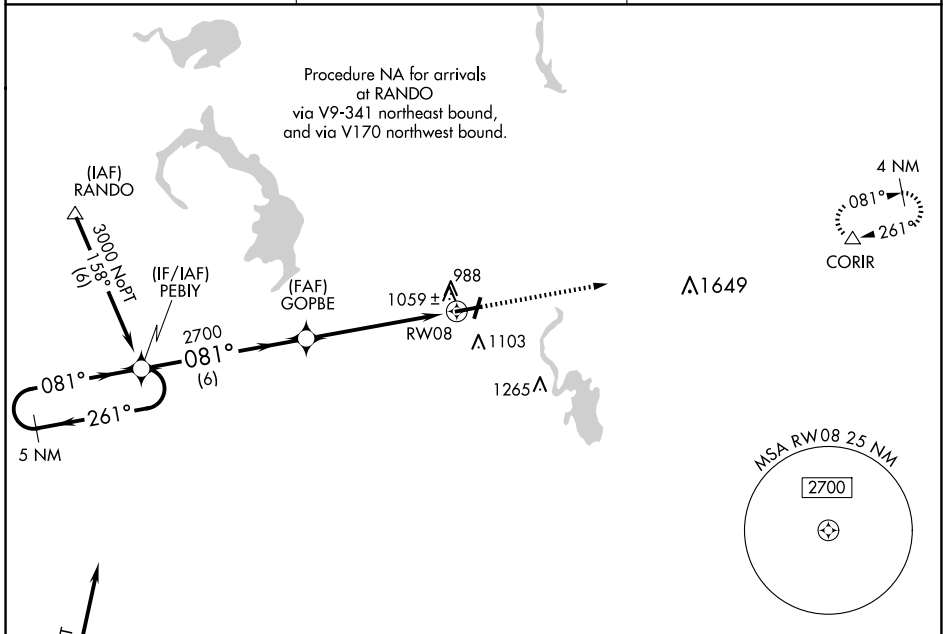 Procedure NA for arrivals
at RANDO
via V9-341 northeast bound,
and via V170 northwest bound.
4 NM
081°
261°
CORIR
(IAF)
RANDO
3000 NoPT
158°
(6)
(IF/IAF)
PEBIY
(FAF)
GOPBE
988
1059 ±
RW08
1649
1103
1265
2700
081°
(6)
081°
261°
5 NM
MSA RW08 25 NM
2700